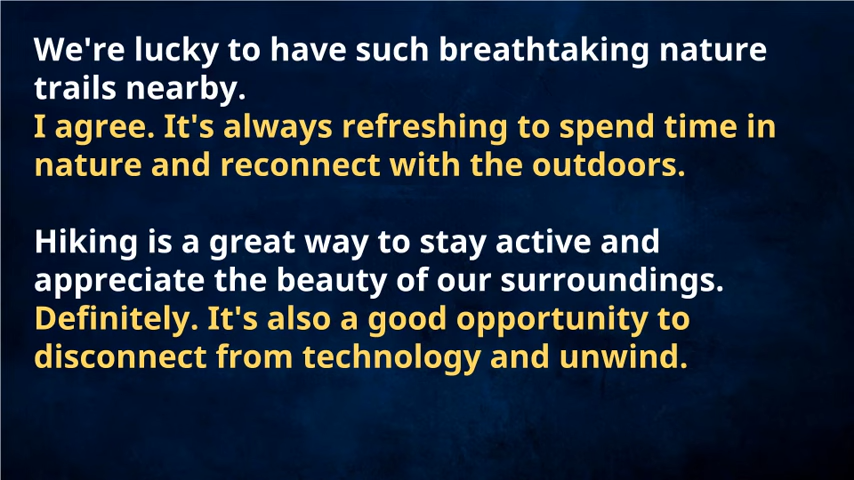 We're lucky to have such breathtaking nature
trails nearby.
I agree. It's always refreshing to spend time in
nature and reconnect with the outdoors.
Hiking is a great way to stay active and
appreciate the beauty of our surroundings.
Definitely. It's also a good opportunity to
disconnect from technology and unwind.